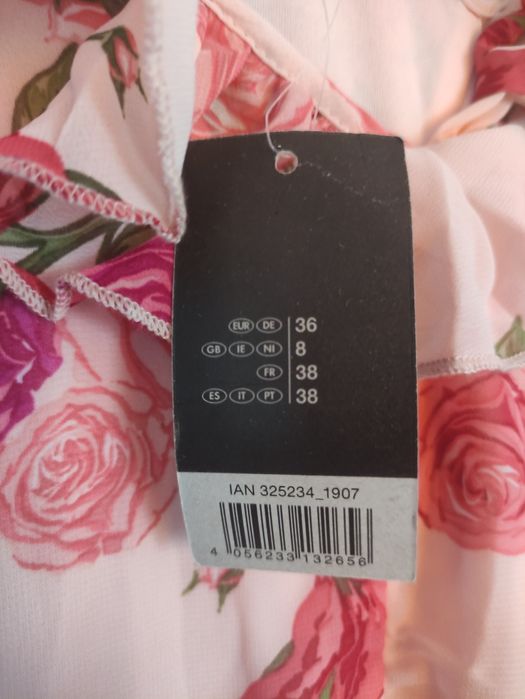 EUR DE 36
GB IE NI 8
FR 38
ES IT PT 38
IAN 325234_1907
4 056233 132656